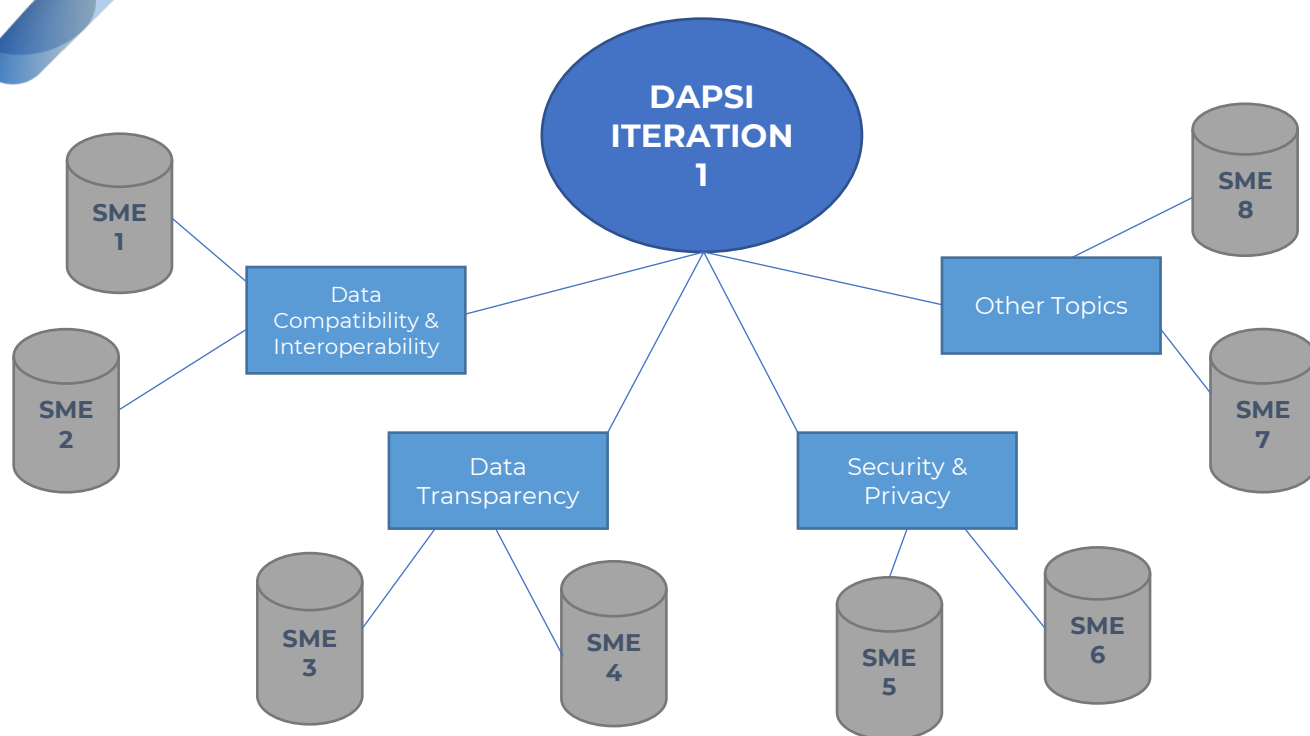 DAPSI
ITERATION
1
SME
1
SME
2
Data
Compatibility &
Interoperability
Data
Transparency
SME
3
SME
4
Security &
Privacy
SME
5
SME
6
Other Topics
SME
8
SME
7